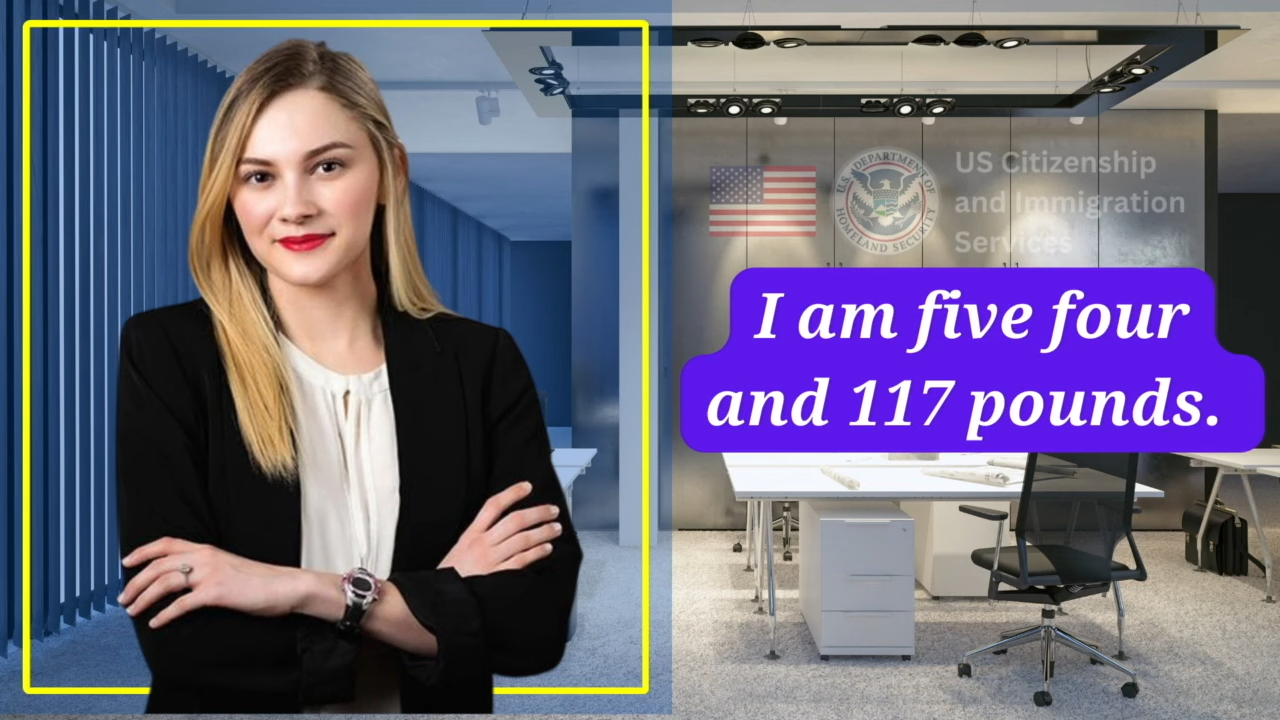 US Citizenship
and Immigration
Services
U.S. DEPARTMENT OF
HOMELAND SECURITY
I am five four
and 117 pounds.